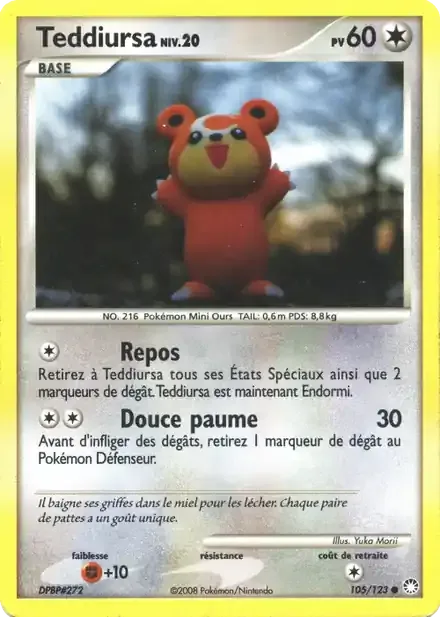 Teddiursa NIV.20 PV 60
BASE
NO. 216 Pokémon Mini Ours TAIL: 0,6m PDS: 8,8kg
Repos
Retirez à Teddiursa tous ses États Spéciaux ainsi que 2
marqueurs de dégât. Teddiursa est maintenant Endormi.
Douce paume 30
Avant d'infliger des dégâts, retirez 1 marqueur de dégât au
Pokémon Défenseur.
Il baigne ses griffes dans le miel pour les lécher. Chaque paire
de pattes a un goût unique.
Illus. Yuka Morii
faiblesse résistance coût de retraite
+10
DPBP#272 ©2008 Pokémon/Nintendo 105/123